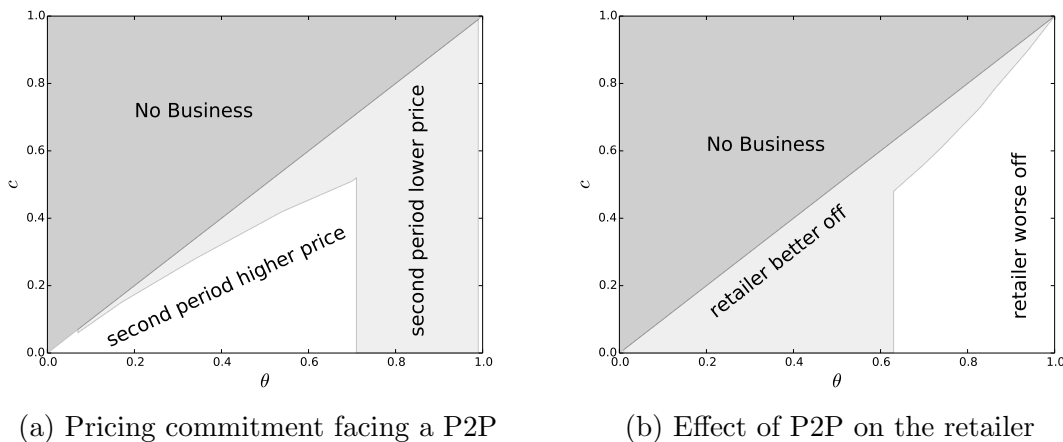 1.0
0.8
0.6
0.4
0.2
0.0
c
No Business
second period higher price
second period lower price
0.0 0.2 0.4 0.6 0.8 1.0
θ
(a) Pricing commitment facing a P2P
1.0
0.8
0.6
0.4
0.2
0.0
c
No Business
retailer better off
retailer worse off
0.0 0.2 0.4 0.6 0.8 1.0
θ
(b) Effect of P2P on the retailer